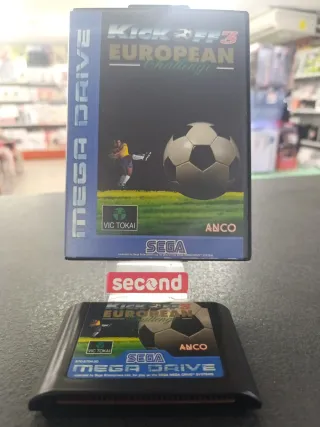 KICK OFF 3
EUROPEAN
Challenge
MEGA DRIVE
VIC TOKAI
ANCO
SEGA
second
KICK OFF 3
EUROPEAN
VIC TOKAI
SEGA
ANCO
MEGA DRIVE